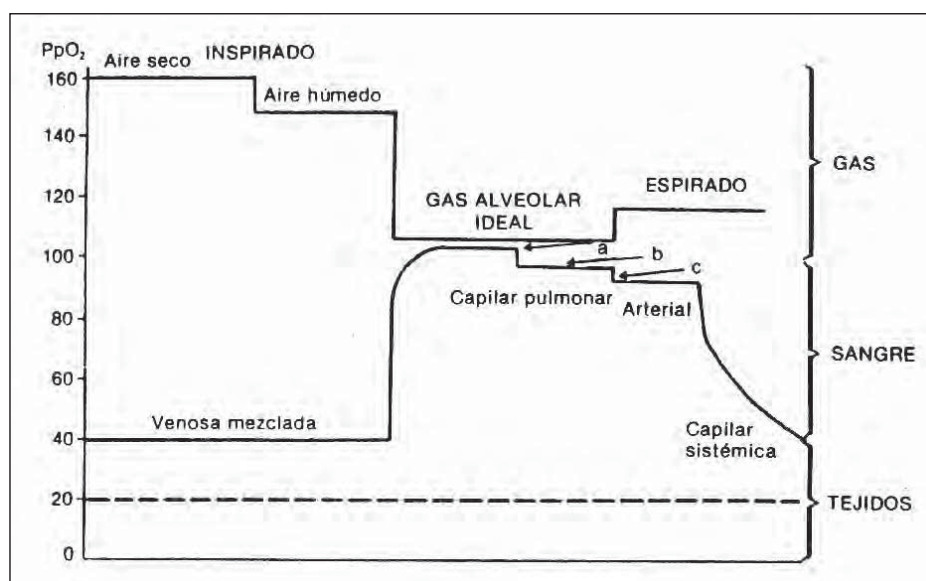 PpO₂
INSPIRADO
Aire seco
160
Aire húmedo
140
GAS
120
GAS ALVEOLAR
IDEAL
ESPIRADO
a
b
c
100
Capilar pulmonar
Arterial
80
SANGRE
60
Venosa mezclada
Capilar
sistémica
40
20
TEJIDOS
0